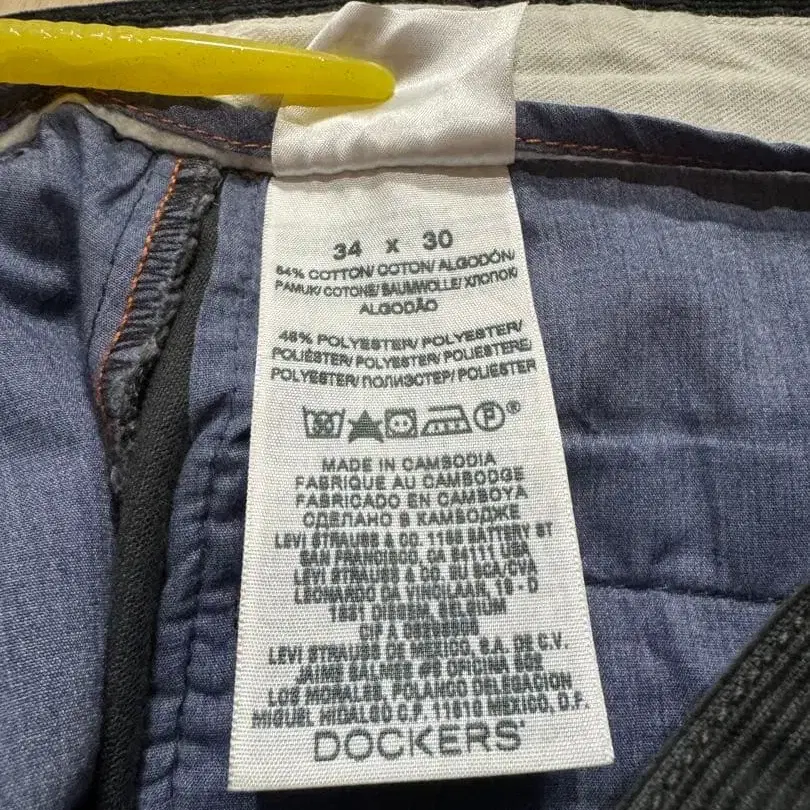 34 x 30
54% COTTON/ COTON/ ALGODÓN/
PAMUK/ COTONE/ BAUMWOLLE/ ХЛОПОК/
ALGODÃO
46% POLYESTER/ POLYESTER/
POLIÉSTER/ POLYESTER/ POLIESTERE/
POLYESTER/ ПОЛИЭСТЕР/ POLIÉSTER
30 P ®
MADE IN CAMBODIA
FABRIQUE AU CAMBODGE
FABRICADO EN CAMBOYA
СДЕЛАНО В КАМБОДЖЕ
LEVI STRAUSS & CO. 1155 BATTERY ST
SAN FRANCISCO, CA 94111 USA
LEVI STRAUSS & CO. EU BCA/CVA
LEONARDO DA VINCILAAN, 19 - D
1831 DIEGEM, BELGIUM
CIF A
LEVI STRAUSS DE MEXICO, S.A. DE C.V.
JAIME BALMES #8 OFICINA
LOS MORALES, POLANCO DELEGACION
MIGUEL HIDALGO C.P. 11510 MEXICO, D.F.
DOCKERS®